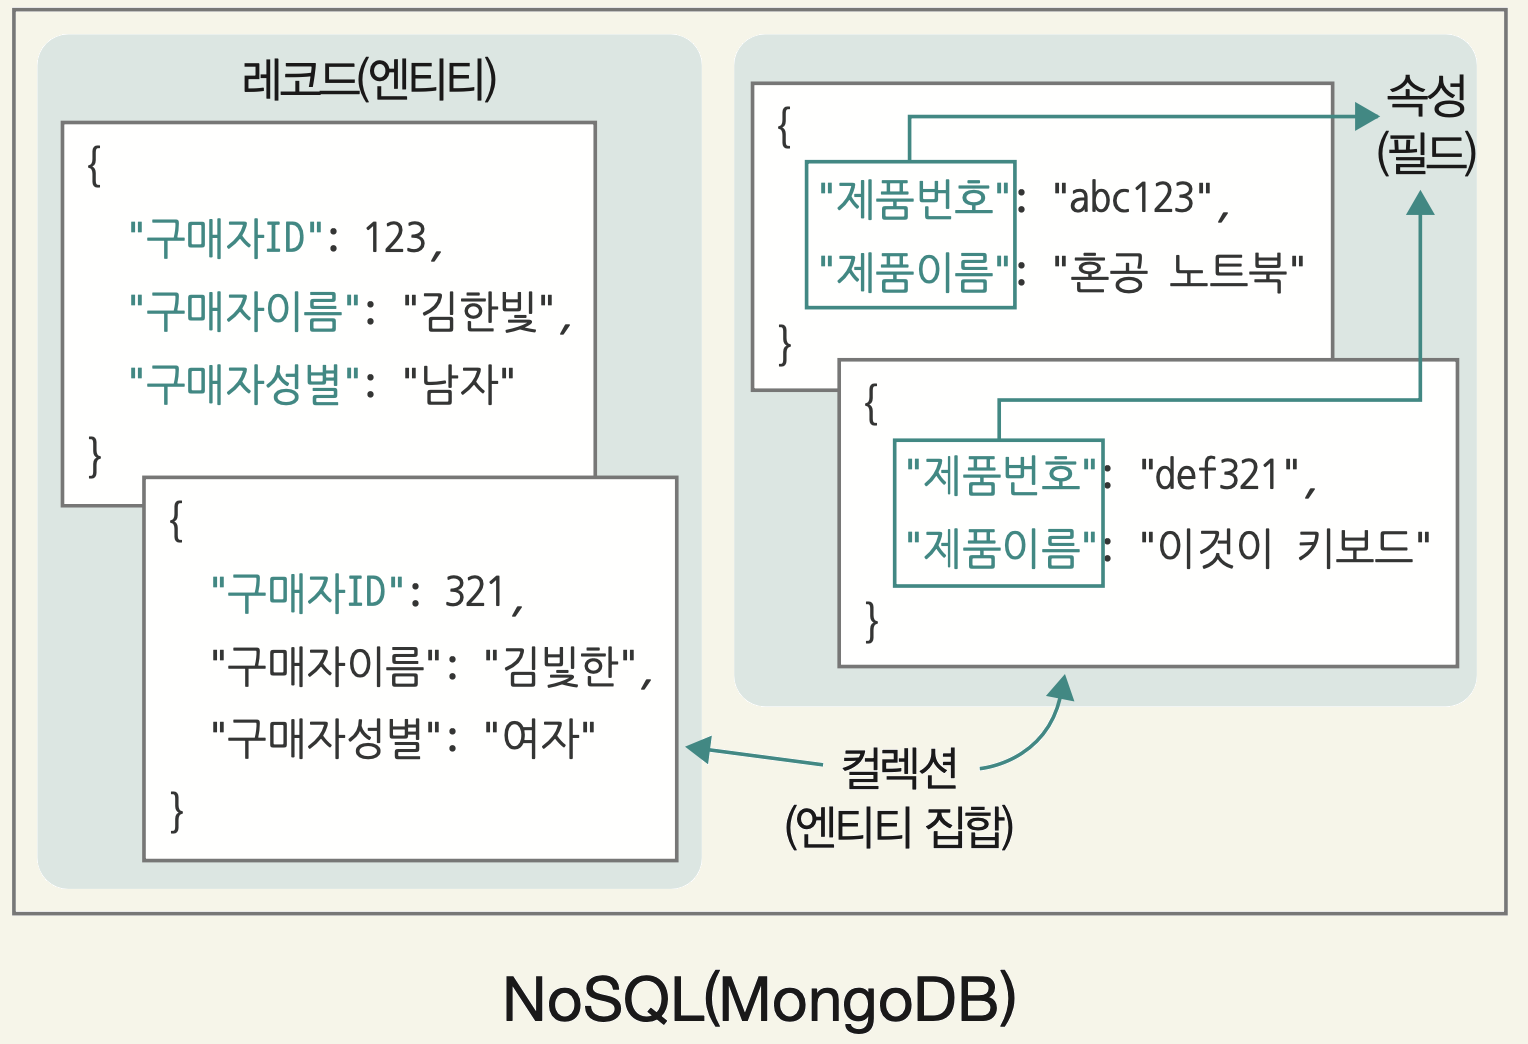 레코드(엔티티)
{
"구매자ID": 123,
"구매자이름": "김한빛",
"구매자성별": "남자"
}
{
"구매자ID": 321,
"구매자이름": "김빛한",
"구매자성별": "여자"
}
{
"제품번호": "abc123",
"제품이름": "혼공 노트북"
}
{
"제품번호": "def321",
"제품이름": "이것이 키보드"
}
속성
(필드)
컬렉션
(엔티티 집합)
NoSQL(MongoDB)